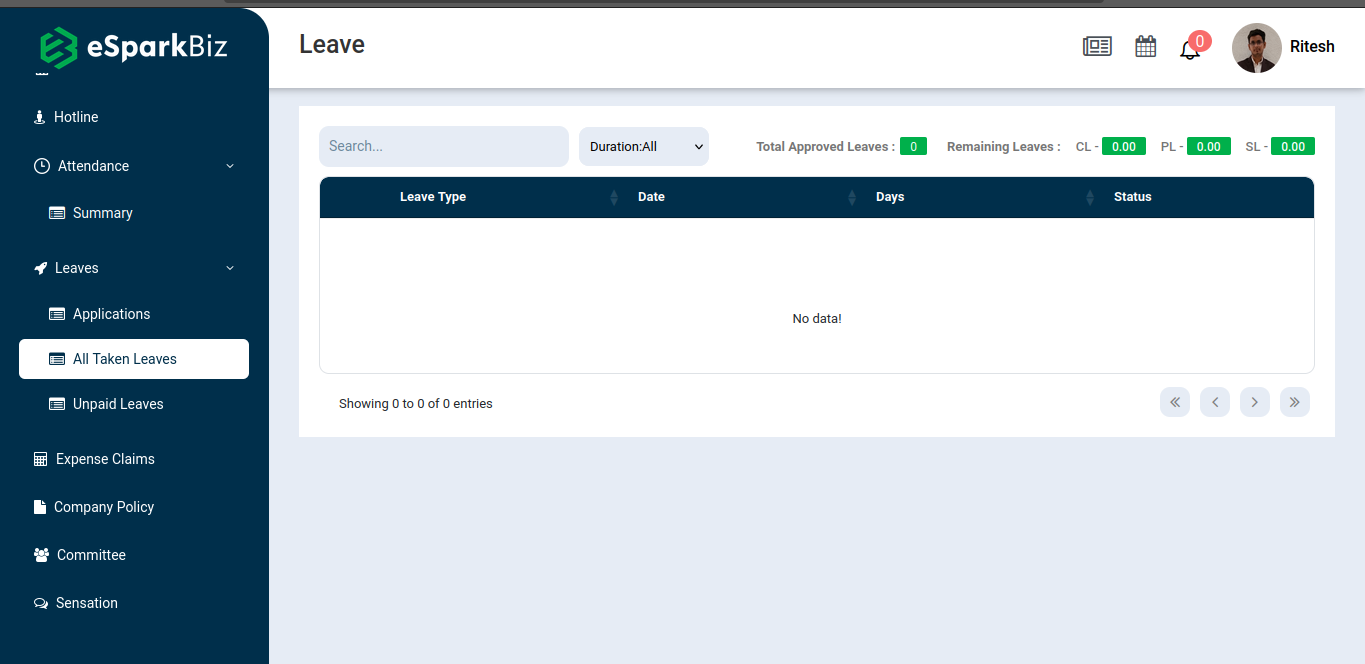 eSparkBiz
Hotline
Attendance
Summary
Leaves
Applications
All Taken Leaves
Unpaid Leaves
Expense Claims
Company Policy
Committee
Sensation
Leave
0
Ritesh
Search...
Duration:All
Total Approved Leaves : 0
Remaining Leaves : CL - 0.00 PL - 0.00 SL - 0.00
Leave Type Date Days Status
No data!
Showing 0 to 0 of 0 entries